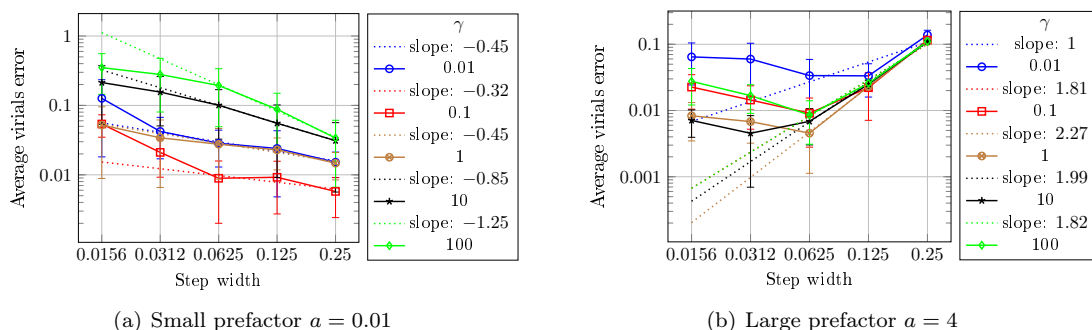 Average virials error
1
0.1
0.01
0.0156 0.0312 0.0625 0.125 0.25
Step width
γ
slope: −0.45
0.01
slope: −0.32
0.1
slope: −0.45
1
slope: −0.85
10
slope: −1.25
100
(a) Small prefactor a = 0.01
Average virials error
0.1
0.01
0.001
0.0156 0.0312 0.0625 0.125 0.25
Step width
γ
slope: 1
0.01
slope: 1.81
0.1
slope: 2.27
1
slope: 1.99
10
slope: 1.82
100
(b) Large prefactor a = 4